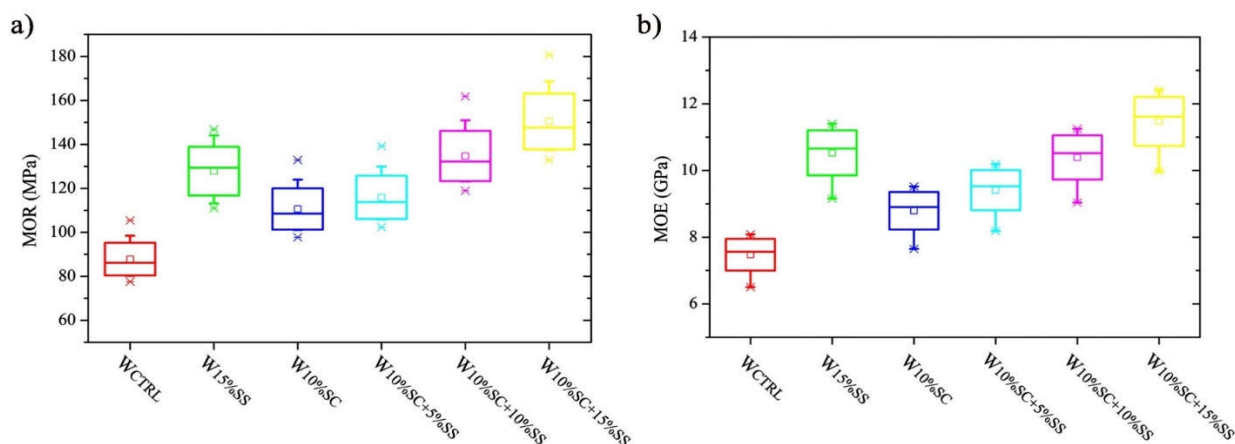 a)
MOR (MPa)
180
160
140
120
100
80
60
WCTRL
W15%SS
W10%SC
W10%SC+5%SS
W10%SC+10%SS
W10%SC+15%SS
b)
MOE (GPa)
14
12
10
8
6
WCTRL
W15%SS
W10%SC
W10%SC+5%SS
W10%SC+10%SS
W10%SC+15%SS